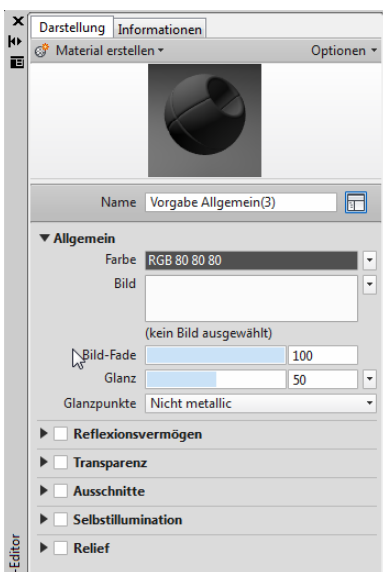 Darstellung Informationen
Material erstellen Optionen
Name Vorgabe Allgemein(3)
Allgemein
Farbe RGB 80 80 80
Bild
(kein Bild ausgewählt)
Bild-Fade 100
Glanz 50
Glanzpunkte Nicht metallic
Reflexionsvermögen
Transparenz
Ausschnitte
Selbstillumination
Relief
-Editor